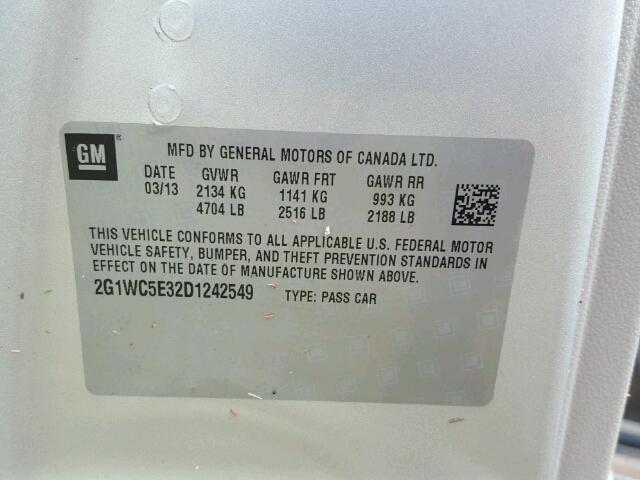 GM ®
MFD BY GENERAL MOTORS OF CANADA LTD.
DATE GVWR GAWR FRT GAWR RR
03/13 2134 KG 1141 KG 993 KG
4704 LB 2516 LB 2188 LB
THIS VEHICLE CONFORMS TO ALL APPLICABLE U.S. FEDERAL MOTOR
VEHICLE SAFETY, BUMPER, AND THEFT PREVENTION STANDARDS IN
EFFECT ON THE DATE OF MANUFACTURE SHOWN ABOVE.
2G1WC5E32D1242549 TYPE: PASS CAR